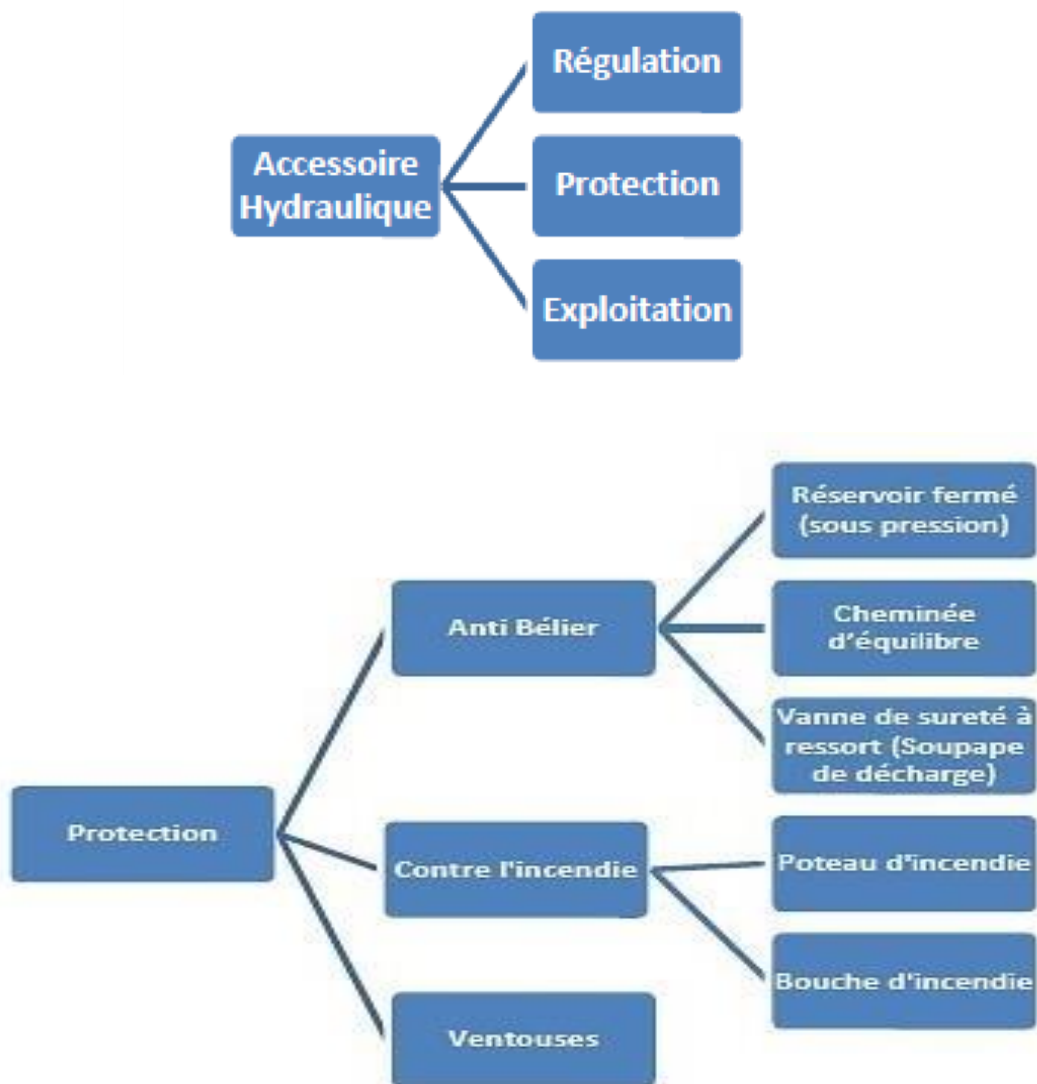 Régulation
Accessoire
Hydraulique
Protection
Exploitation
Réservoir fermé
(sous pression)
Anti Bélier
Cheminée
d'équilibre
Vanne de sureté à
ressort (Soupape
de décharge)
Protection
Contre l'incendie
Poteau d'incendie
Bouche d'incendie
Ventouses